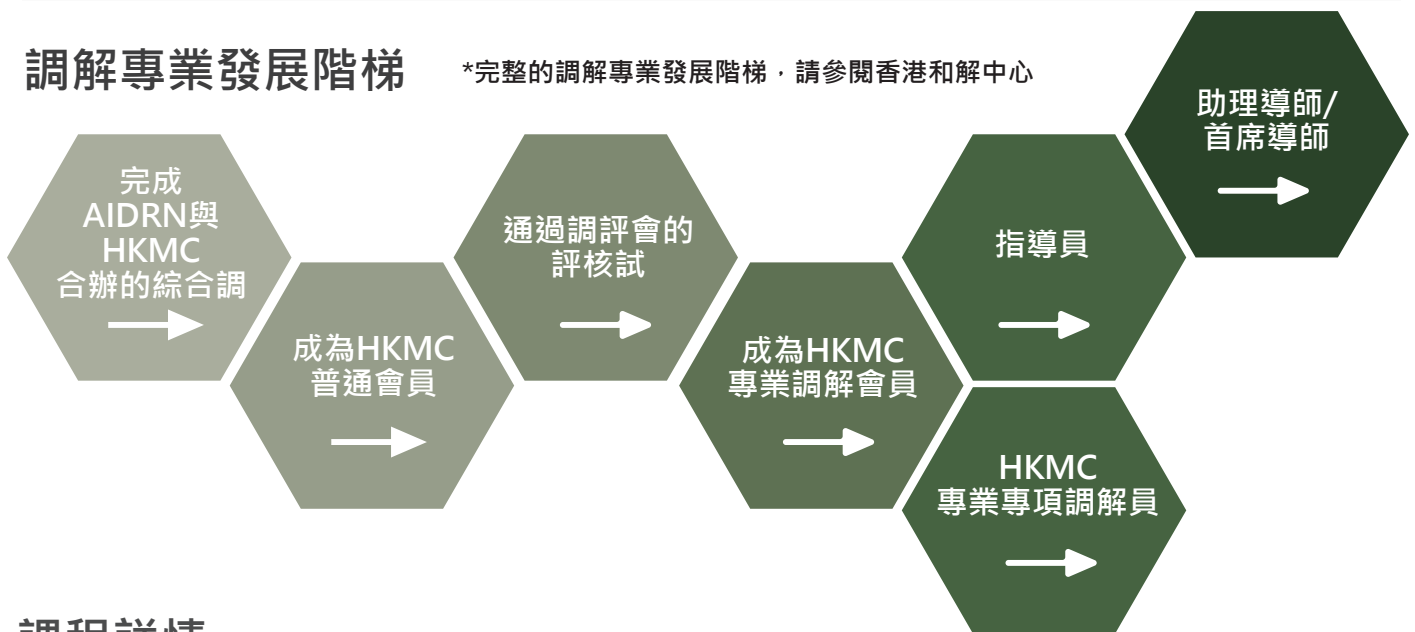 調解專業發展階梯
*完整的調解專業發展階梯，請參閱香港和解中心
完成
AIDRN與
HKMC
合辦的綜合調
成為HKMC
普通會員
通過調評會的
評核試
成為HKMC
專業調解會員
指導員
HKMC
專業專項調解員
助理導師/
首席導師
課程詳情